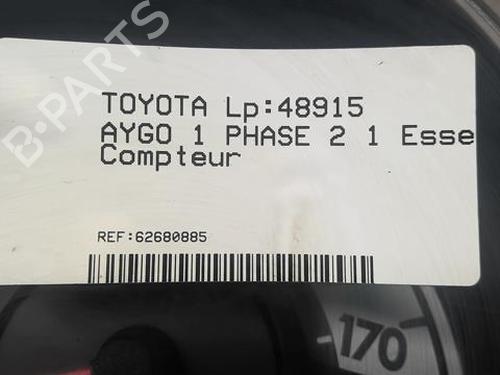 B-PARTS
TOYOTA Lp:48915
AYGO 1 PHASE 2 1 Esse
Compteur
REF:62680885
170